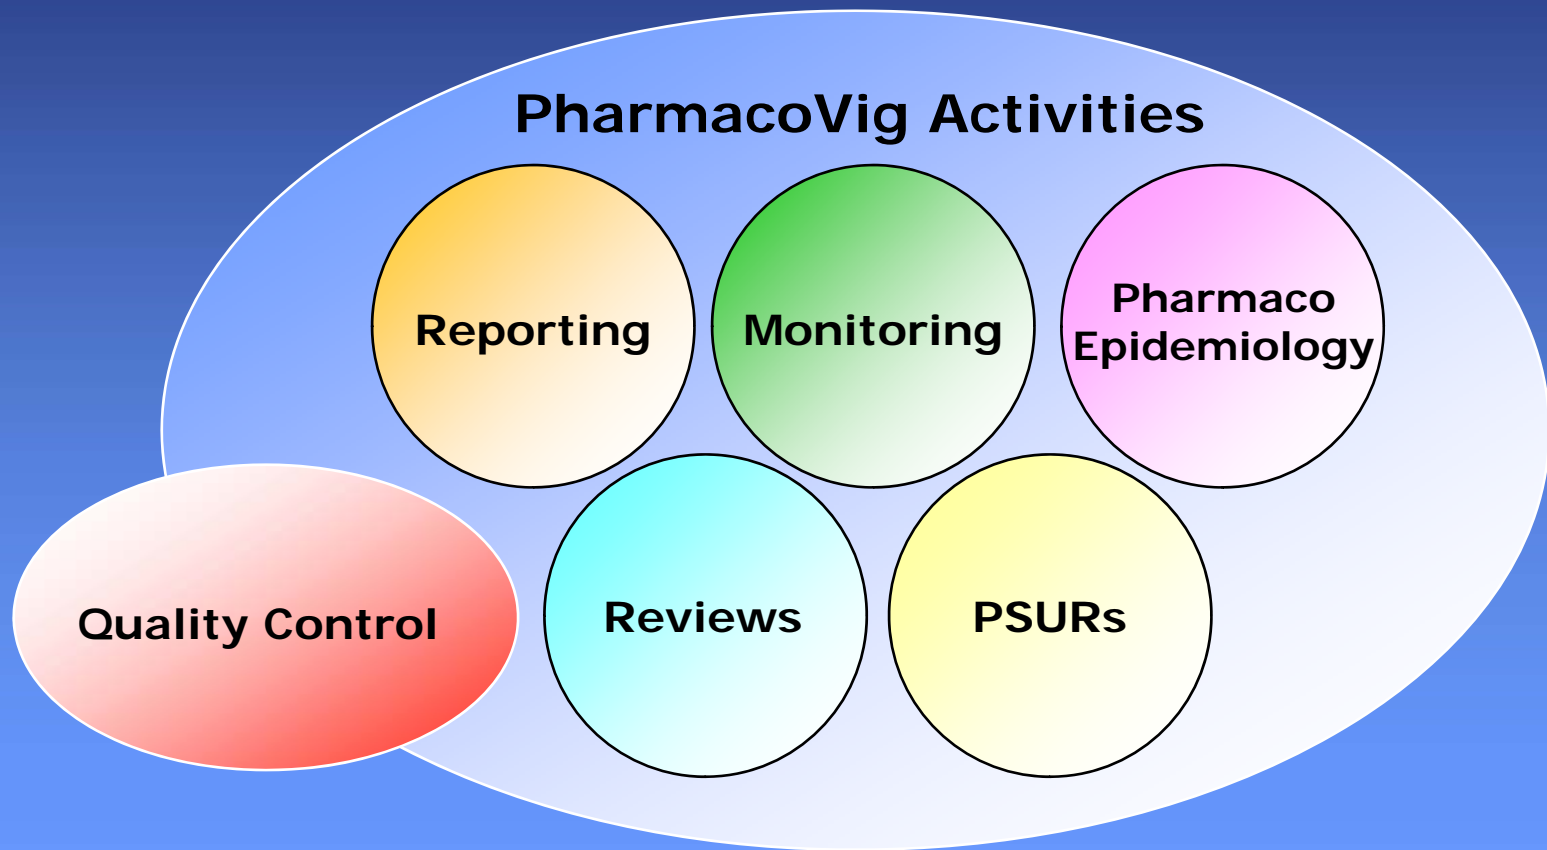 PharmacoVig Activities
Reporting
Monitoring
Pharmaco
Epidemiology
Quality Control
Reviews
PSURs